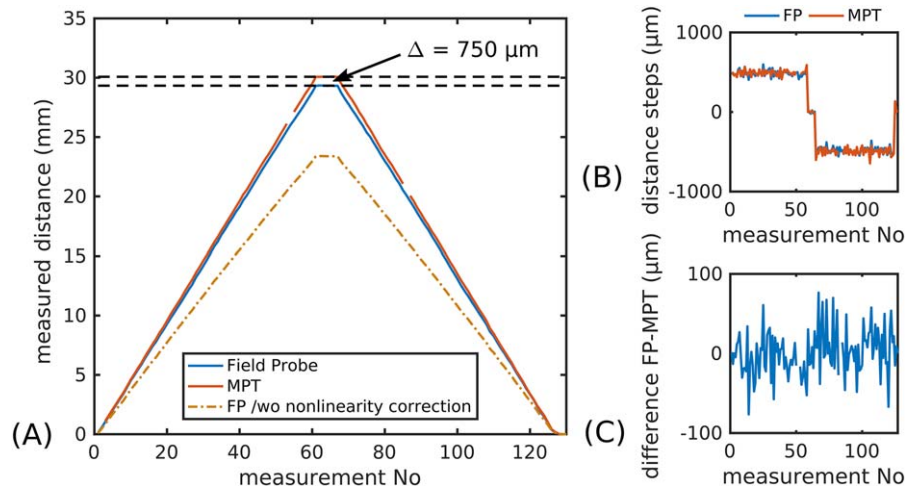 35
30
25
20
15
10
5
0
measured distance (mm)
Δ = 750 μm
Field Probe
MPT
FP /wo nonlinearity correction
0 20 40 60 80 100 120
measurement No
(A)
FP MPT
1000
0
-1000
distance steps (μm)
0 50 100
measurement No
(B)
100
0
-100
difference FP-MPT (μm)
0 50 100
measurement No
(C)